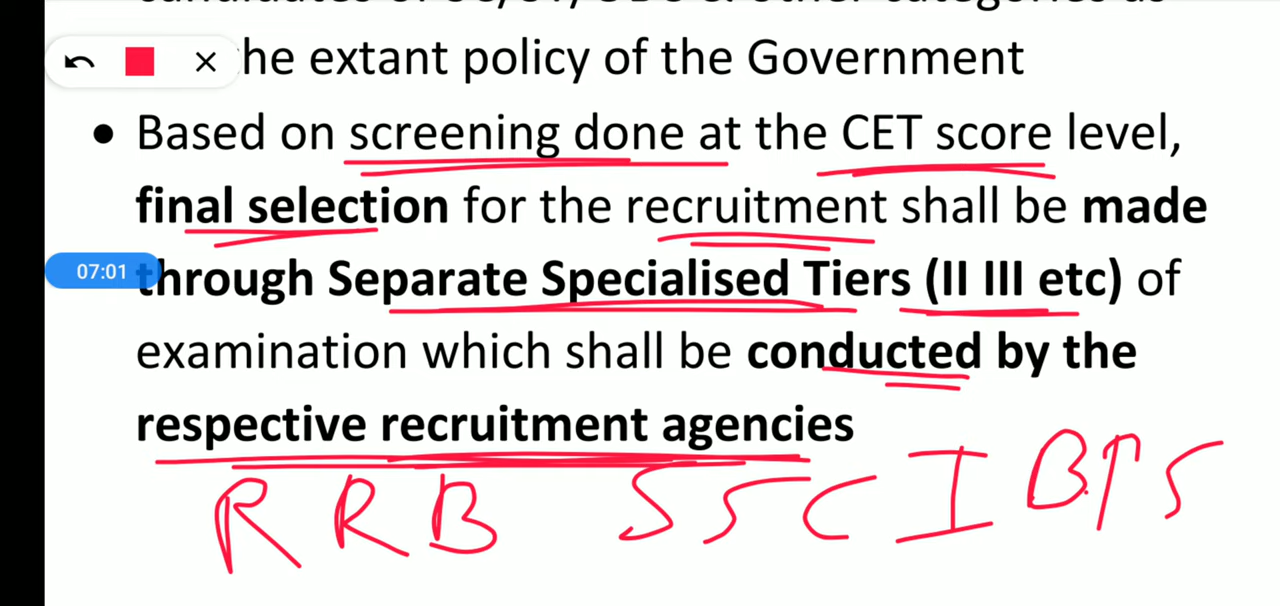 he extant policy of the Government
• Based on screening done at the CET score level,
final selection for the recruitment shall be made
07:01
through Separate Specialised Tiers (II III etc) of
examination which shall be conducted by the
respective recruitment agencies
RRB SSC IBPS